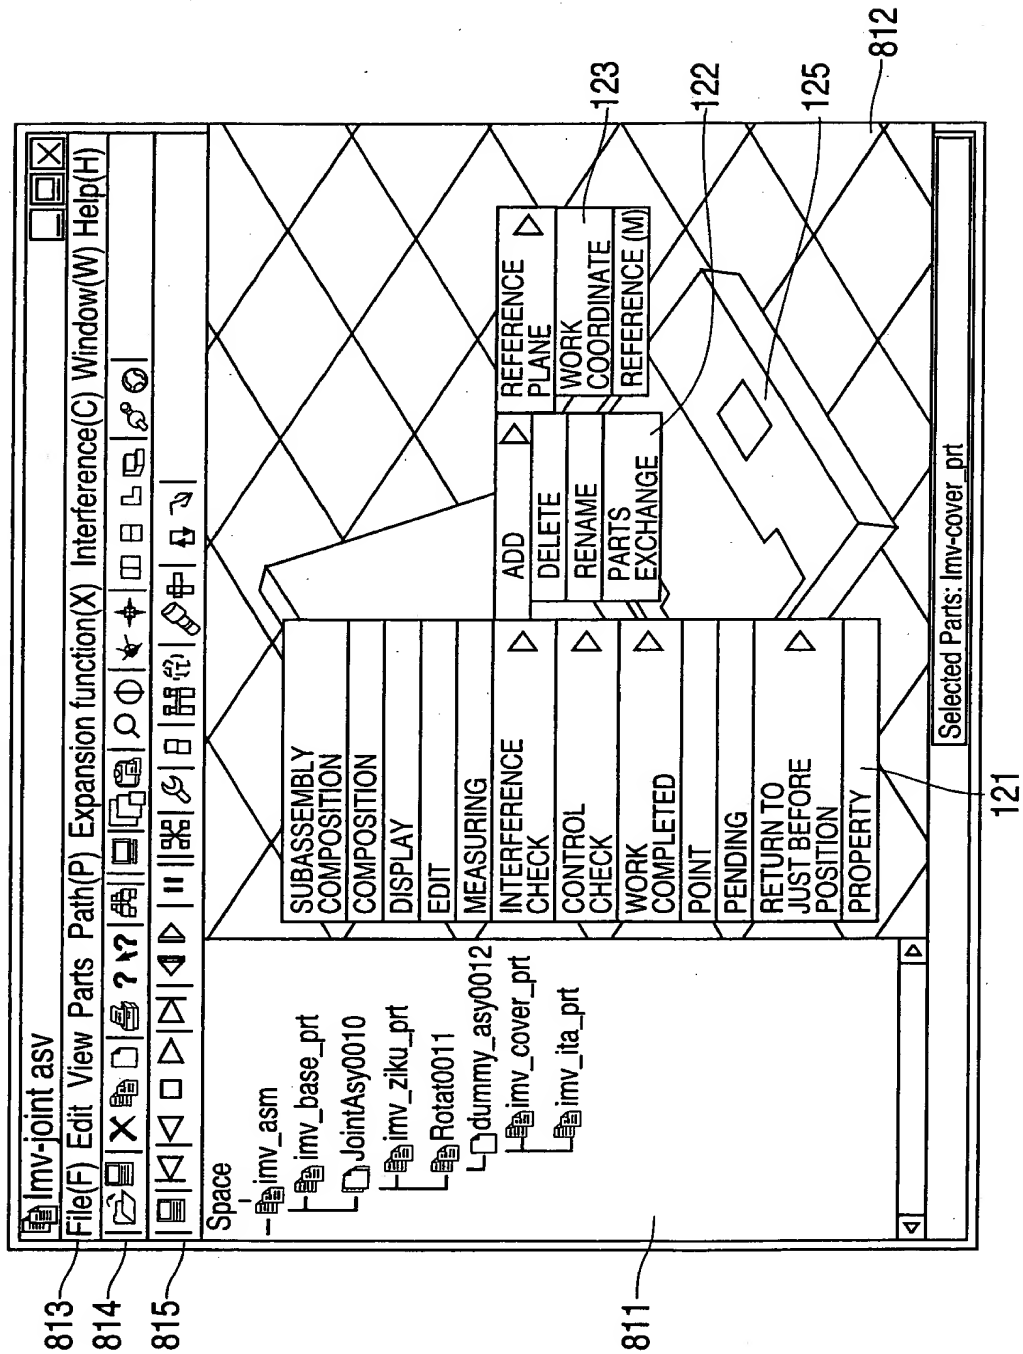 Imv-joint asv
File(F) Edit View Parts Path(P) Expansion function(X) Interference(C) Window(W) Help(H)
813
814
815
Space
imv_asm
imv_base_prt
JointAsy0010
imv_ziku_prt
Rotat0011
dummy_asy0012
imv_cover_prt
imv_ita_prt
811
SUBASSEMBLY
COMPOSITION
COMPOSITION
DISPLAY
EDIT
MEASURING
INTERFERENCE
CHECK
CONTROL
CHECK
WORK
COMPLETED
POINT
PENDING
RETURN TO
JUST BEFORE
POSITION
PROPERTY
121
ADD
DELETE
RENAME
PARTS
EXCHANGE
122
REFERENCE
PLANE
WORK
COORDINATE
REFERENCE (M)
123
125
812
Selected Parts: Imv-cover_prt